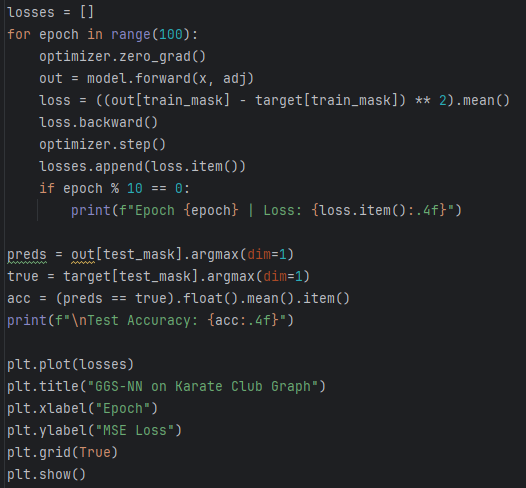 losses = []
for epoch in range(100):
    optimizer.zero_grad()
    out = model.forward(x, adj)
    loss = ((out[train_mask] - target[train_mask]) ** 2).mean()
    loss.backward()
    optimizer.step()
    losses.append(loss.item())
    if epoch % 10 == 0:
        print(f"Epoch {epoch} | Loss: {loss.item():.4f}")

preds = out[test_mask].argmax(dim=1)
true = target[test_mask].argmax(dim=1)
acc = (preds == true).float().mean().item()
print(f"\nTest Accuracy: {acc:.4f}")

plt.plot(losses)
plt.title("GGS-NN on Karate Club Graph")
plt.xlabel("Epoch")
plt.ylabel("MSE Loss")
plt.grid(True)
plt.show()